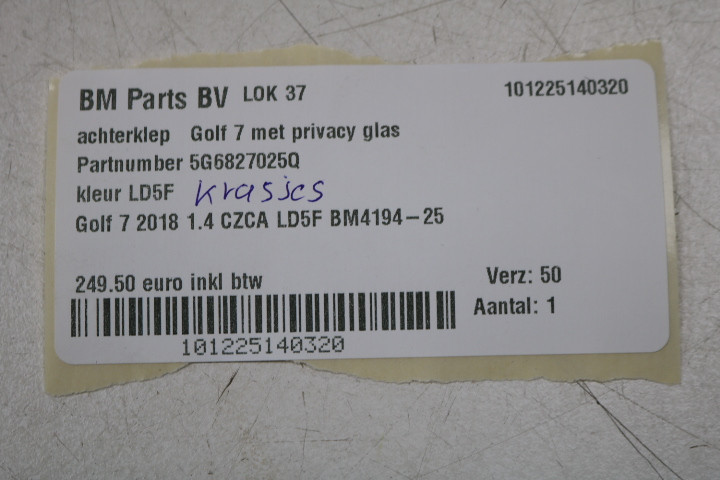 BM Parts BV LOK 37 101225140320
achterklep Golf 7 met privacy glas
Partnumber 5G6827025Q
kleur LD5F krasjes
Golf 7 2018 1.4 CZCA LD5F BM4194-25
249.50 euro inkl btw Verz: 50
Aantal: 1
101225140320